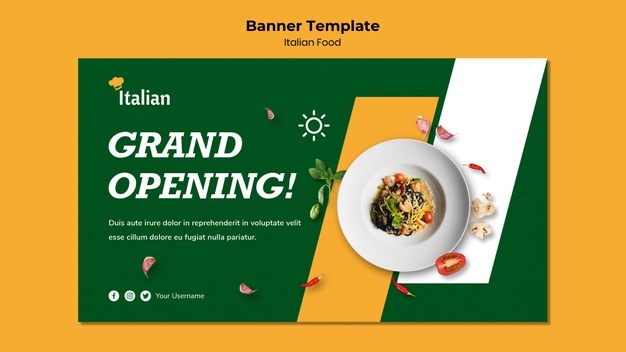 Banner Template
Italian Food
Italian
GRAND
OPENING!
Duis aute irure dolor in reprehenderit in voluptate velit
esse cillum dolore eu fugiat nulla pariatur.
Your Username